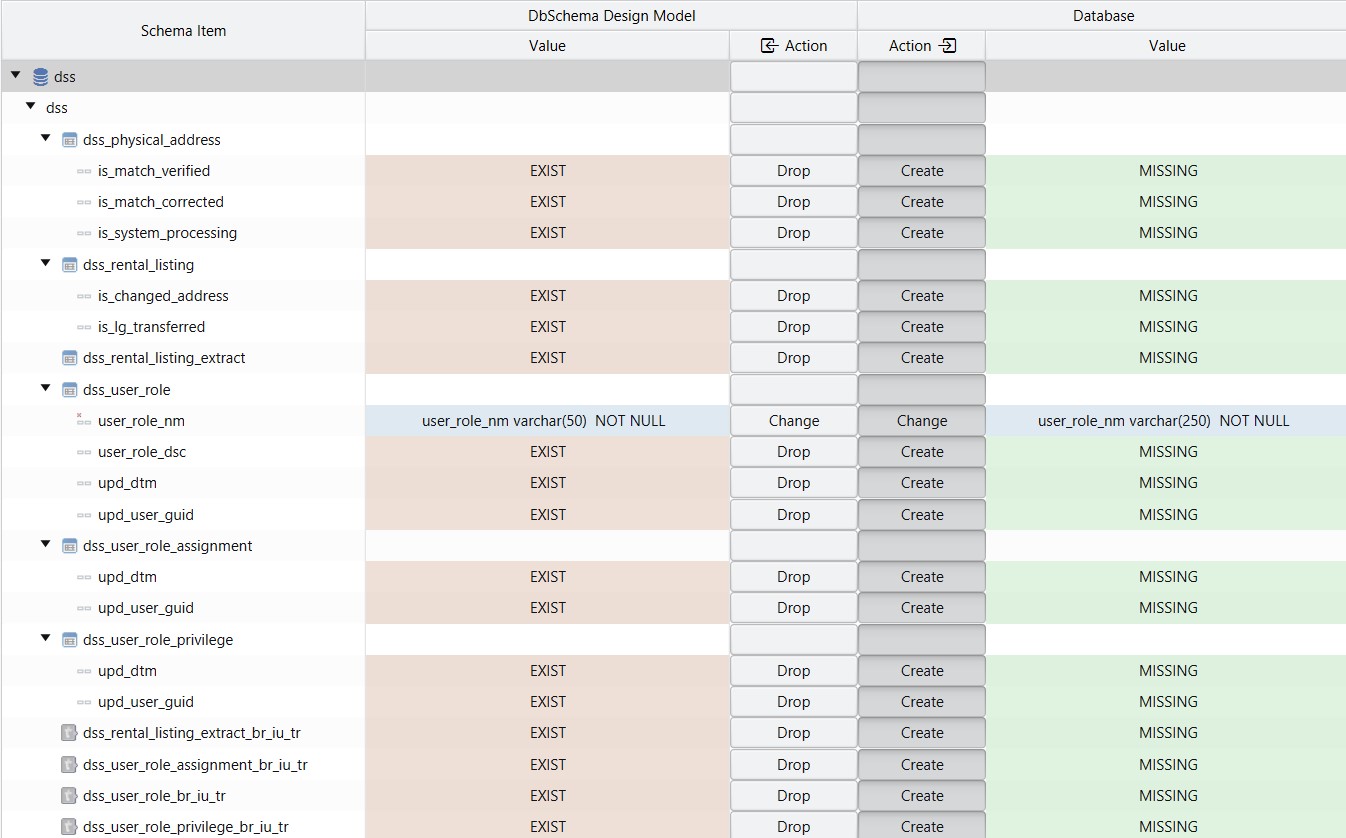 Schema Item DbSchema Design Model Database
Value Action Action Value
dss
dss
dss_physical_address
is_match_verified EXIST Drop Create MISSING
is_match_corrected EXIST Drop Create MISSING
is_system_processing EXIST Drop Create MISSING
dss_rental_listing
is_changed_address EXIST Drop Create MISSING
is_lg_transferred EXIST Drop Create MISSING
dss_rental_listing_extract EXIST Drop Create MISSING
dss_user_role
user_role_nm user_role_nm varchar(50)  NOT NULL Change Change user_role_nm varchar(250)  NOT NULL
user_role_dsc EXIST Drop Create MISSING
upd_dtm EXIST Drop Create MISSING
upd_user_guid EXIST Drop Create MISSING
dss_user_role_assignment
upd_dtm EXIST Drop Create MISSING
upd_user_guid EXIST Drop Create MISSING
dss_user_role_privilege
upd_dtm EXIST Drop Create MISSING
upd_user_guid EXIST Drop Create MISSING
dss_rental_listing_extract_br_iu_tr EXIST Drop Create MISSING
dss_user_role_assignment_br_iu_tr EXIST Drop Create MISSING
dss_user_role_br_iu_tr EXIST Drop Create MISSING
dss_user_role_privilege_br_iu_tr EXIST Drop Create MISSING